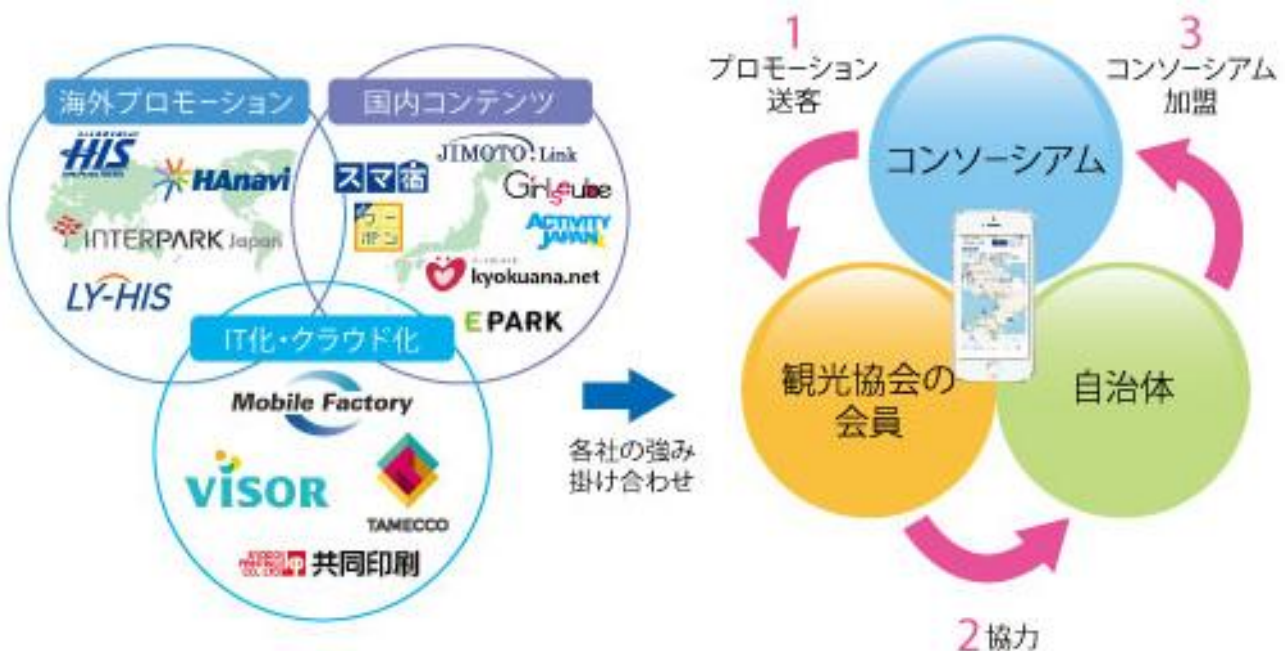 海外プロモーション
HIS
HAnavi
INTERPARK Japan
LY-HIS
国内コンテンツ
JIMOTO Link
スマ宿
ACTIVITY JAPAN
kyokuana.net
EPARK
IT化・クラウド化
Mobile Factory
VISOR
TAMECCO
共同印刷
各社の強み
掛け合わせ
1
プロモーション
送客
3
コンソーシアム
加盟
コンソーシアム
観光協会の
会員
自治体
2 協力